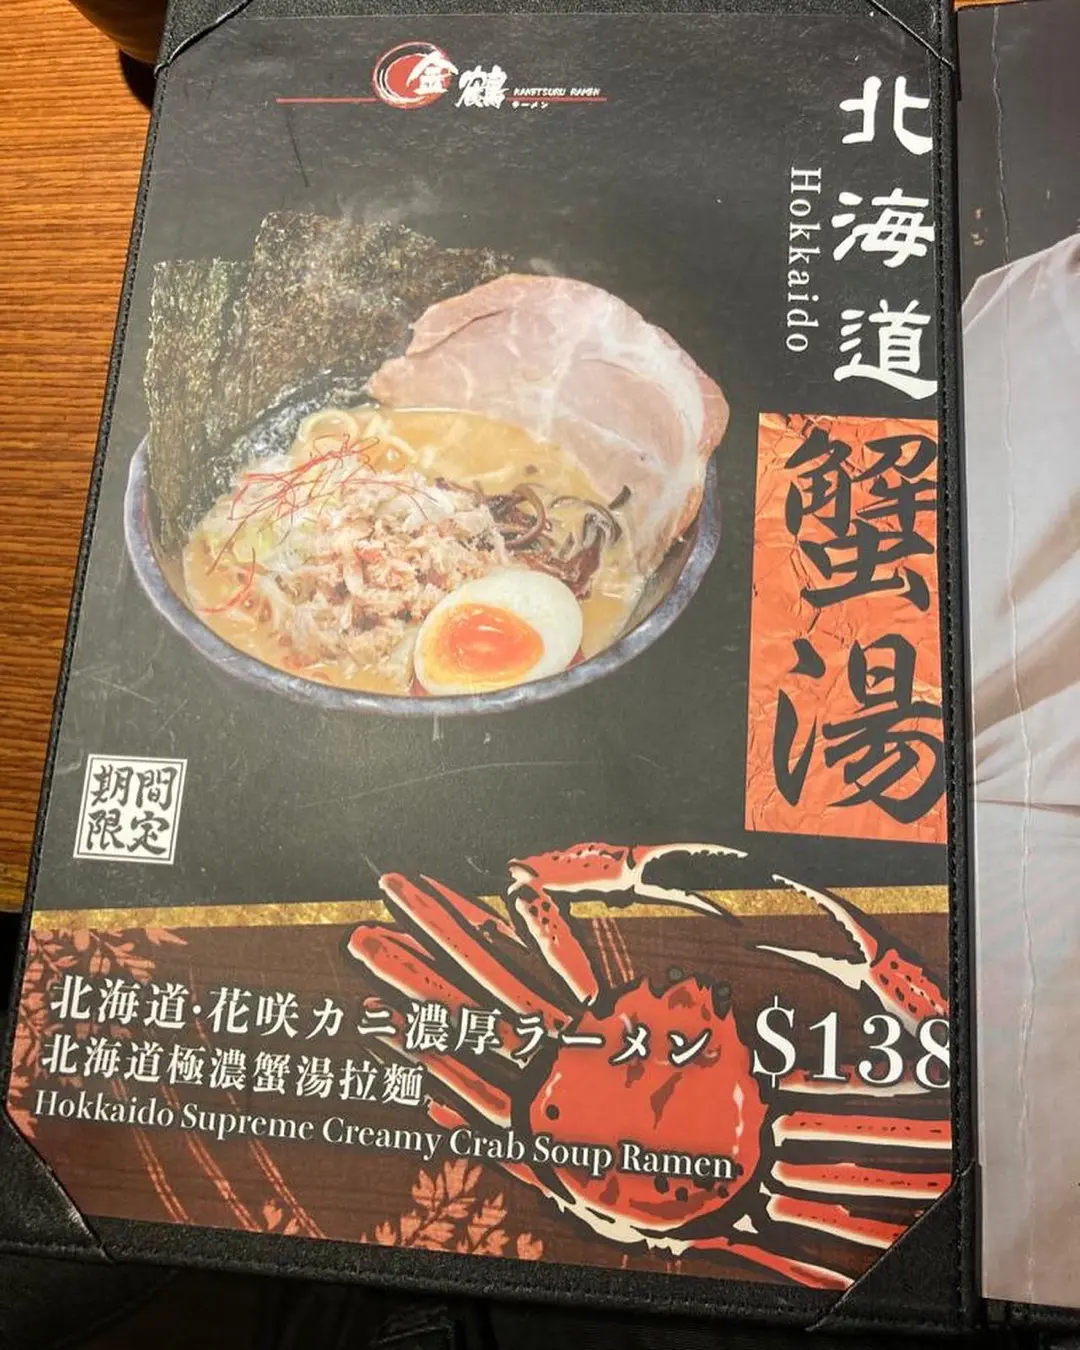 金鶴
KANETSURU RAMEN
ラーメン
北海道
Hokkaido
蟹湯
期間
限定
北海道·花咲カニ濃厚ラーメン
$138
北海道極濃蟹湯拉麵
Hokkaido Supreme Creamy Crab Soup Ramen